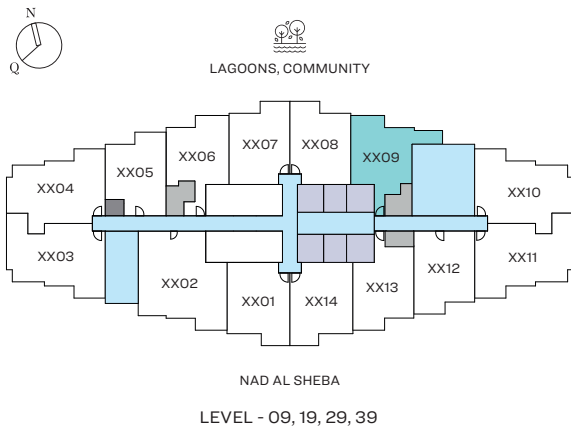 N
Q
LAGOONS, COMMUNITY
XX07
XX08
XX06
XX09
XX05
XX04
XX10
XX03
XX11
XX02
XX12
XX01
XX14
XX13
NAD AL SHEBA
LEVEL - 09, 19, 29, 39